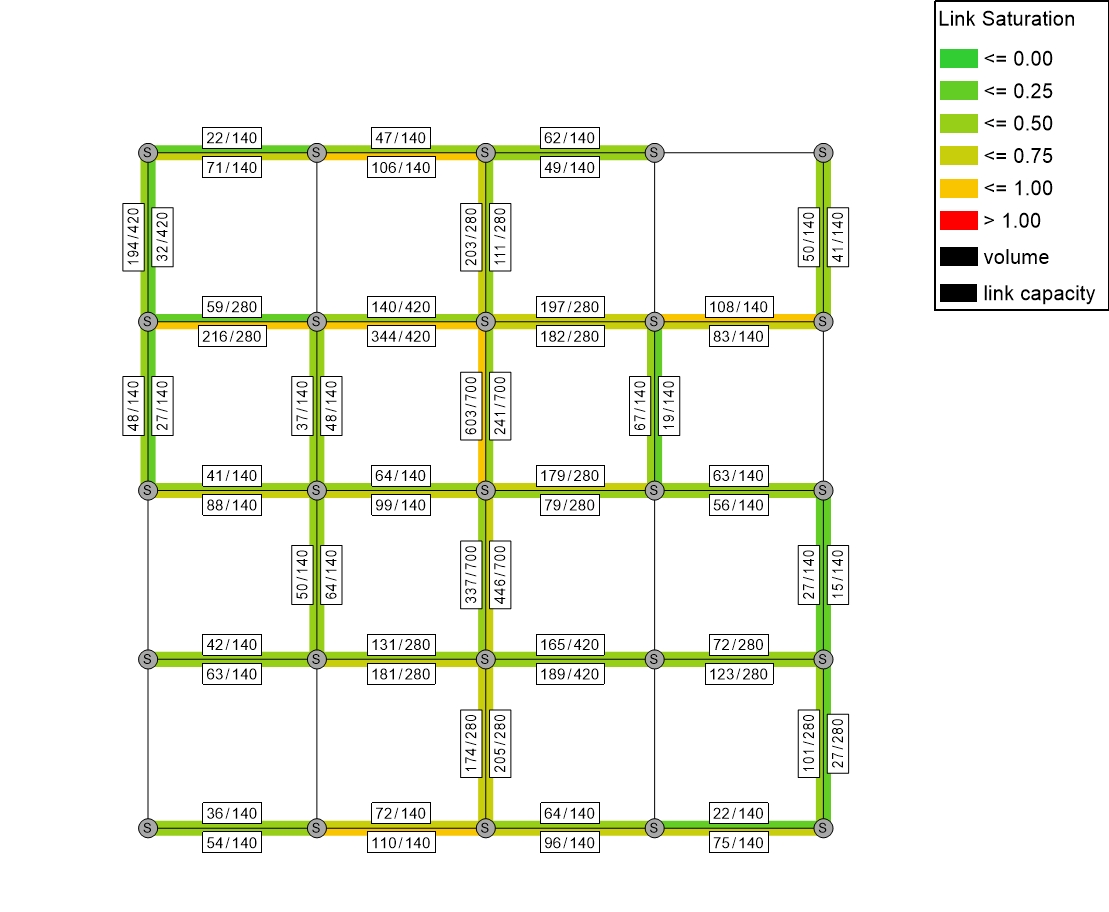 Link Saturation
<= 0.00
<= 0.25
<= 0.50
<= 0.75
<= 1.00
> 1.00
volume
link capacity
22/140
47/140
62/140
S
S
S
S
S
71/140
106/140
49/140
194/420
32/420
203/280
111/280
50/140
41/140
59/280
140/420
197/280
108/140
S
S
S
S
S
216/280
344/420
182/280
83/140
48/140
27/140
37/140
48/140
603/700
241/700
67/140
19/140
41/140
64/140
179/280
63/140
S
S
S
S
S
88/140
99/140
79/280
56/140
50/140
64/140
337/700
446/700
27/140
15/140
42/140
131/280
165/420
72/280
S
S
S
S
S
63/140
181/280
189/420
123/280
174/280
205/280
101/280
27/280
36/140
72/140
64/140
22/140
S
S
S
S
S
54/140
110/140
96/140
75/140